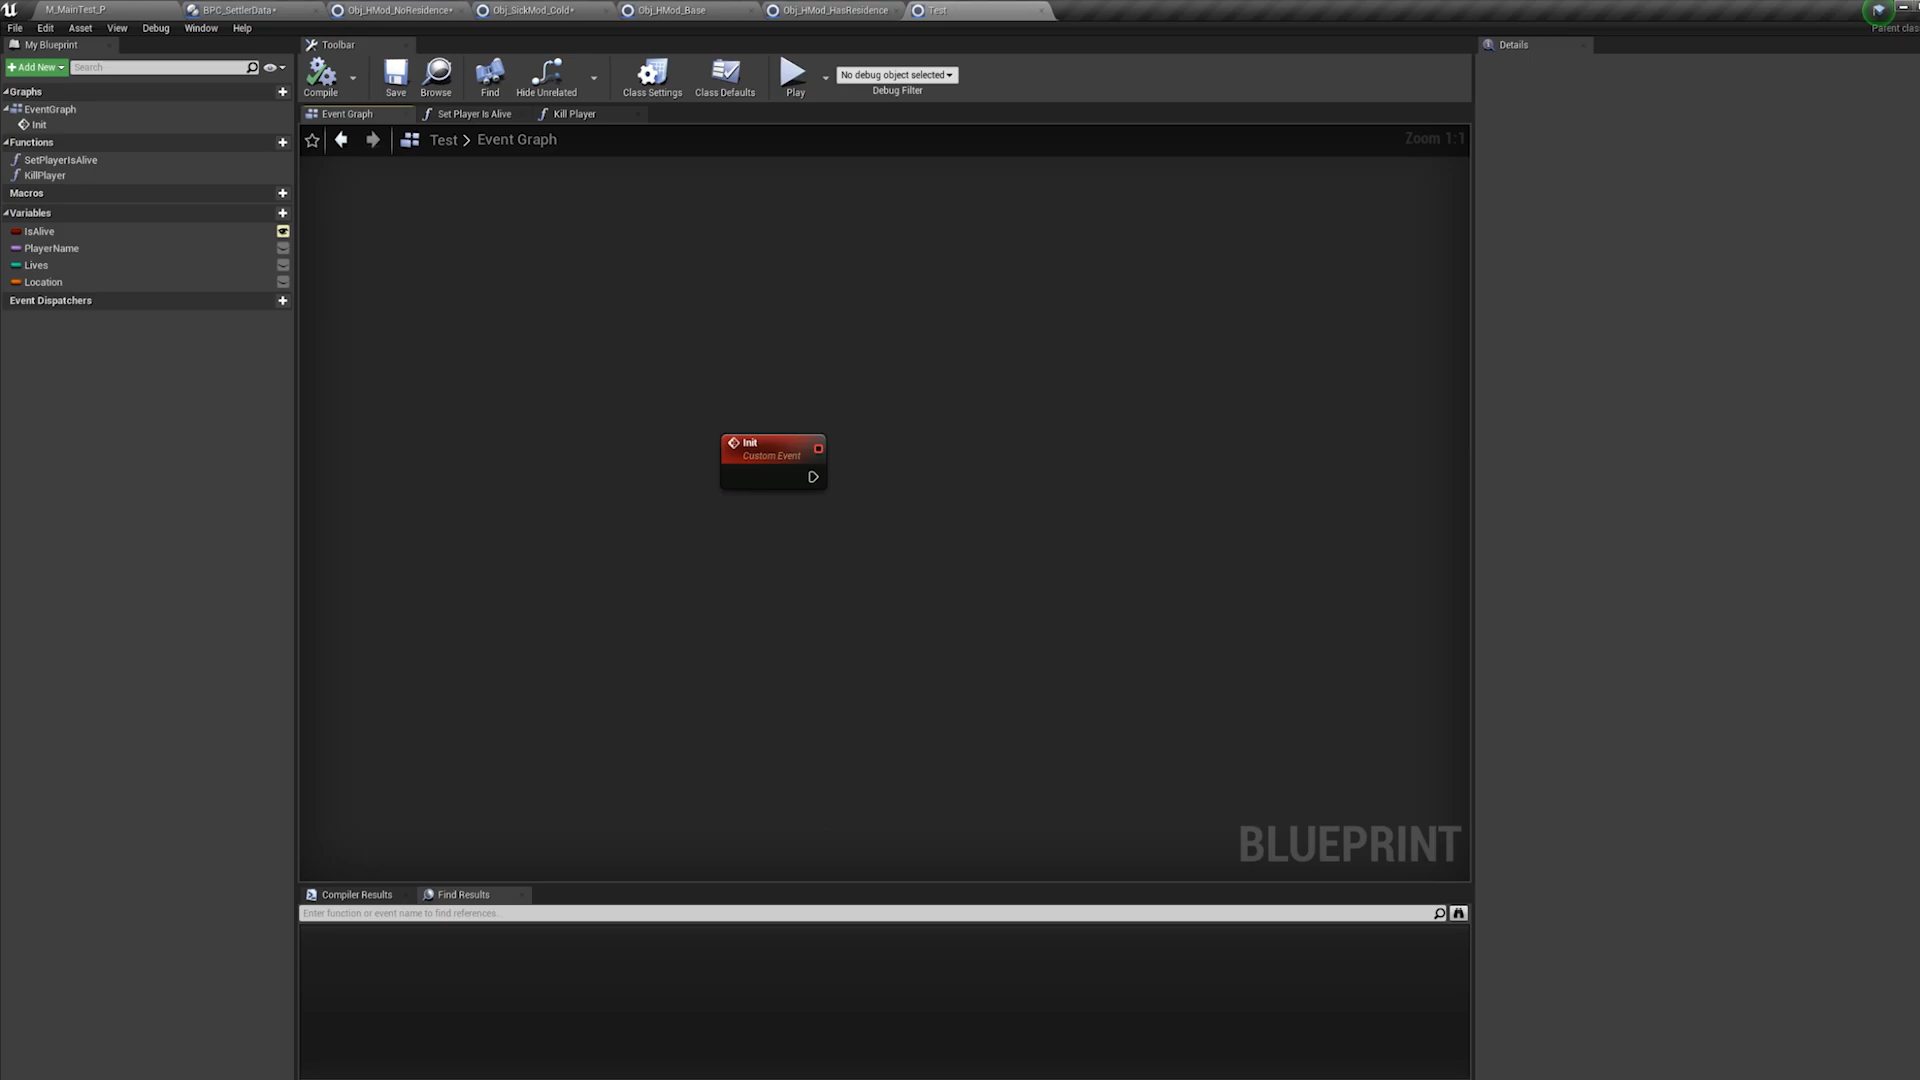 M_MainTest_P
BPC_SettlerData*
Obj_HMod_NoResidence*
Obj_SickMod_Cold*
Obj_HMod_Base
Obj_HMod_HasResidence
Test
File Edit Asset View Debug Window Help
Parent clas
My Blueprint
Toolbar
Details
Add New
Search
Compile
Save
Browse
Find
Hide Unrelated
Class Settings
Class Defaults
Play
No debug object selected
Debug Filter
Graphs
EventGraph
Init
Functions
SetPlayerIsAlive
KillPlayer
Macros
Variables
IsAlive
PlayerName
Lives
Location
Event Dispatchers
Event Graph
Set Player Is Alive
Kill Player
Test > Event Graph
Zoom 1:1
Init
Custom Event
BLUEPRINT
Compiler Results
Find Results
Enter function or event name to find references...